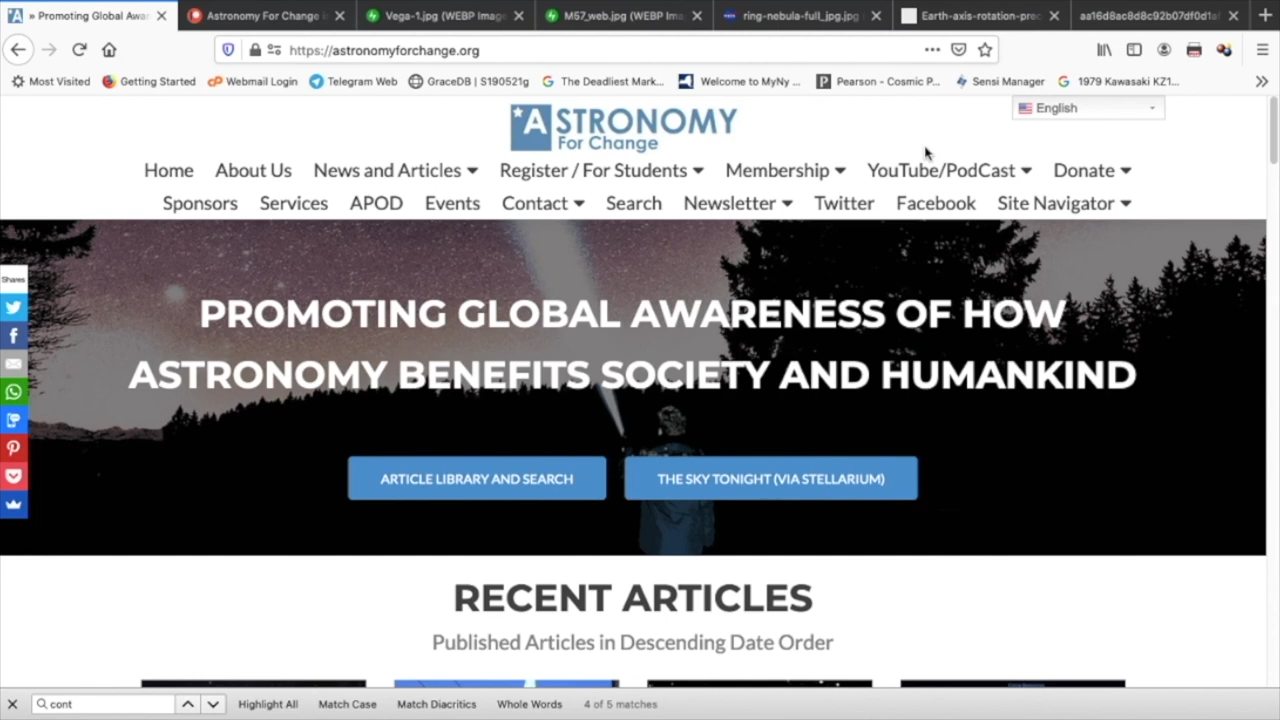 » Promoting Global Awar
Astronomy For Change i
Vega-1.jpg (WEBP Imag
M57_web.jpg (WEBP Ima
ring-nebula-full_jpg.jpg
Earth-axis-rotation-prec
https://astronomyforchange.org
Most Visited
Getting Started
Webmail Login
Telegram Web
GraceDB | S190521g
The Deadliest Mark...
Welcome to MyNy ...
Pearson - Cosmic P...
Sensi Manager
1979 Kawasaki KZ1...
ASTRONOMY
For Change
English
Home About Us News and Articles Register / For Students Membership YouTube/PodCast Donate
Sponsors Services APOD Events Contact Search Newsletter Twitter Facebook Site Navigator
Shares
PROMOTING GLOBAL AWARENESS OF HOW
ASTRONOMY BENEFITS SOCIETY AND HUMANKIND
ARTICLE LIBRARY AND SEARCH
THE SKY TONIGHT (VIA STELLARIUM)
RECENT ARTICLES
Published Articles in Descending Date Order
cont
Highlight All
Match Case
Match Diacritics
Whole Words
4 of 5 matches